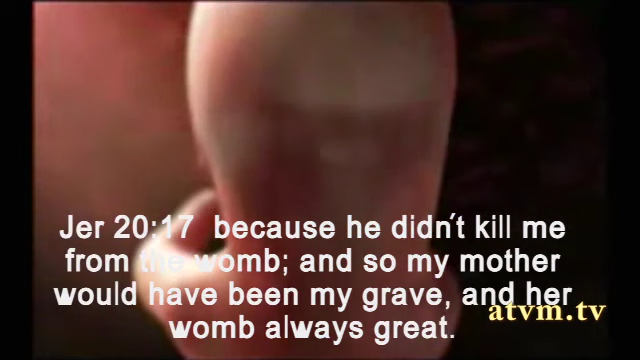 Jer 20:17 because he didn't kill me
from the womb; and so my mother
would have been my grave, and her
womb always great.
atvm.tv